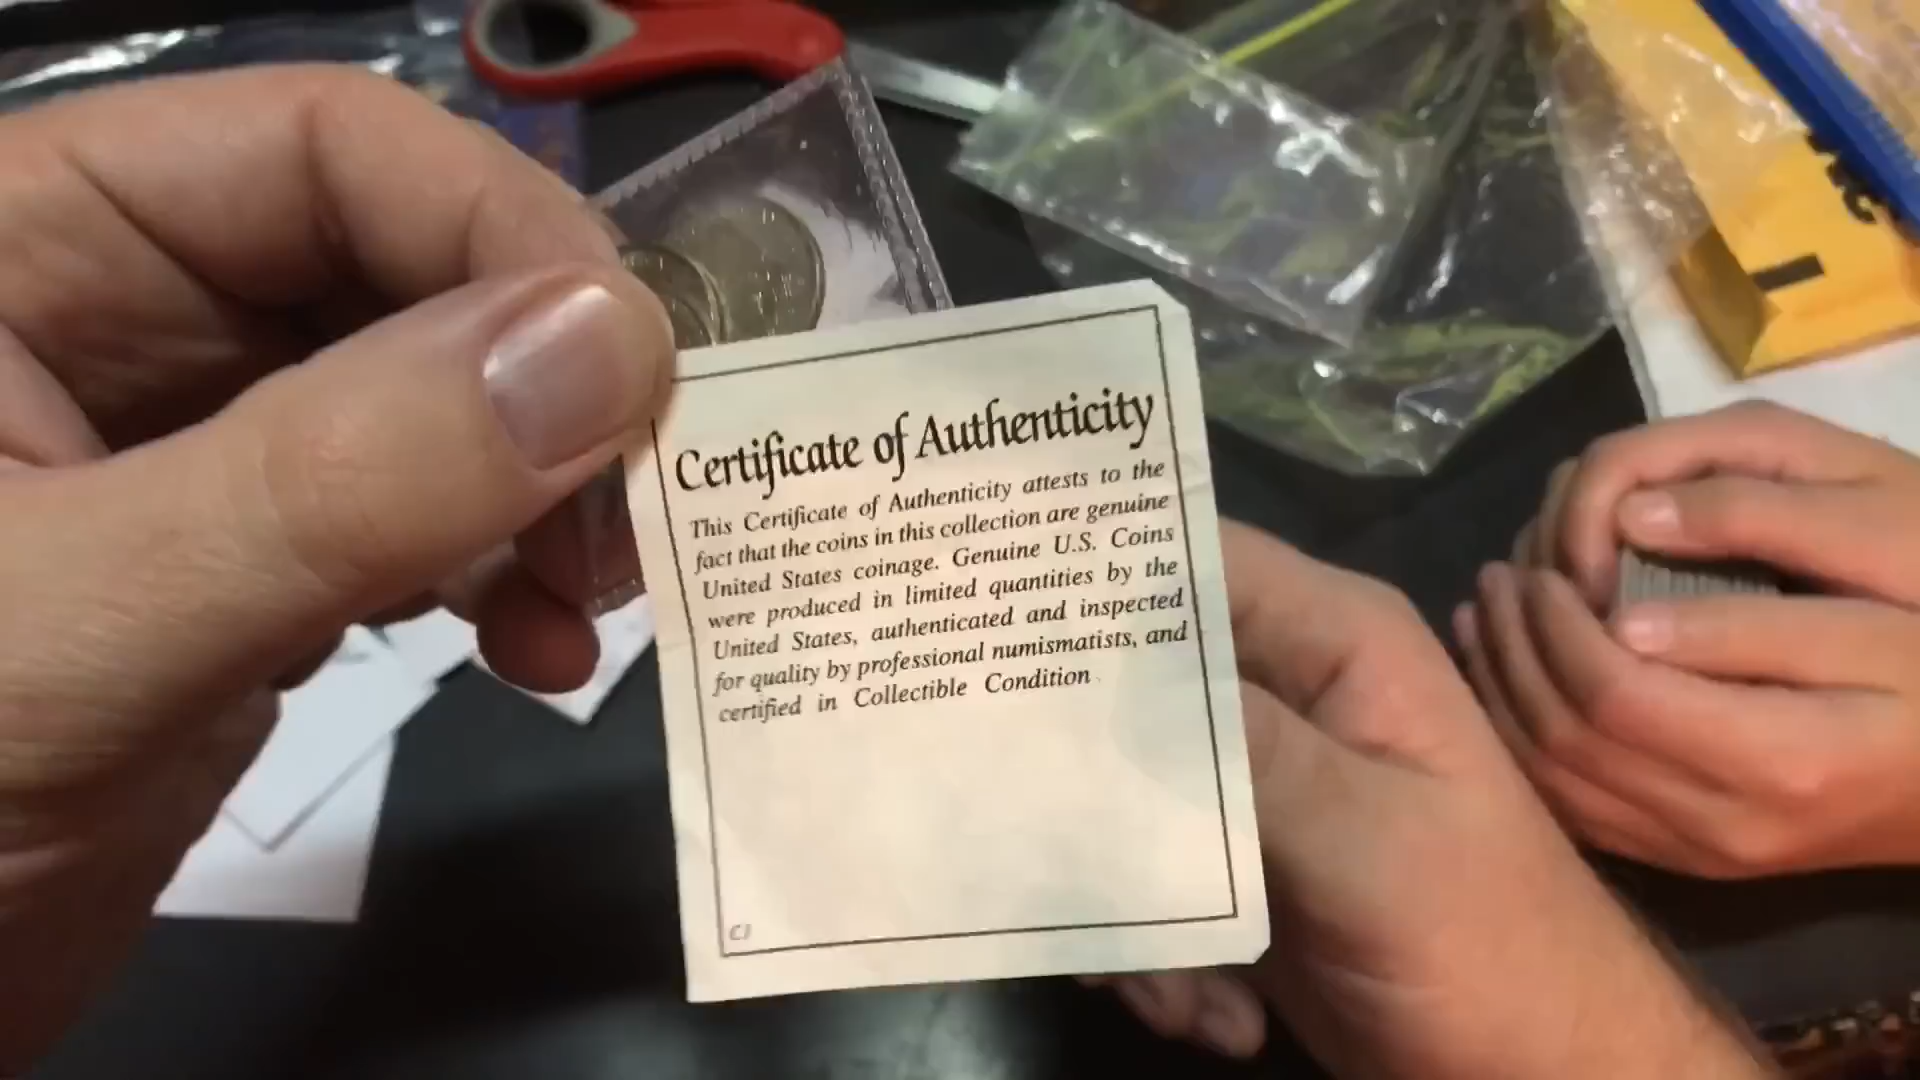 Certificate of Authenticity
This Certificate of Authenticity attests to the
fact that the coins in this collection are genuine
United States coinage. Genuine U.S. Coins
were produced in limited quantities by the
United States, authenticated and inspected
for quality by professional numismatists, and
certified in Collectible Condition